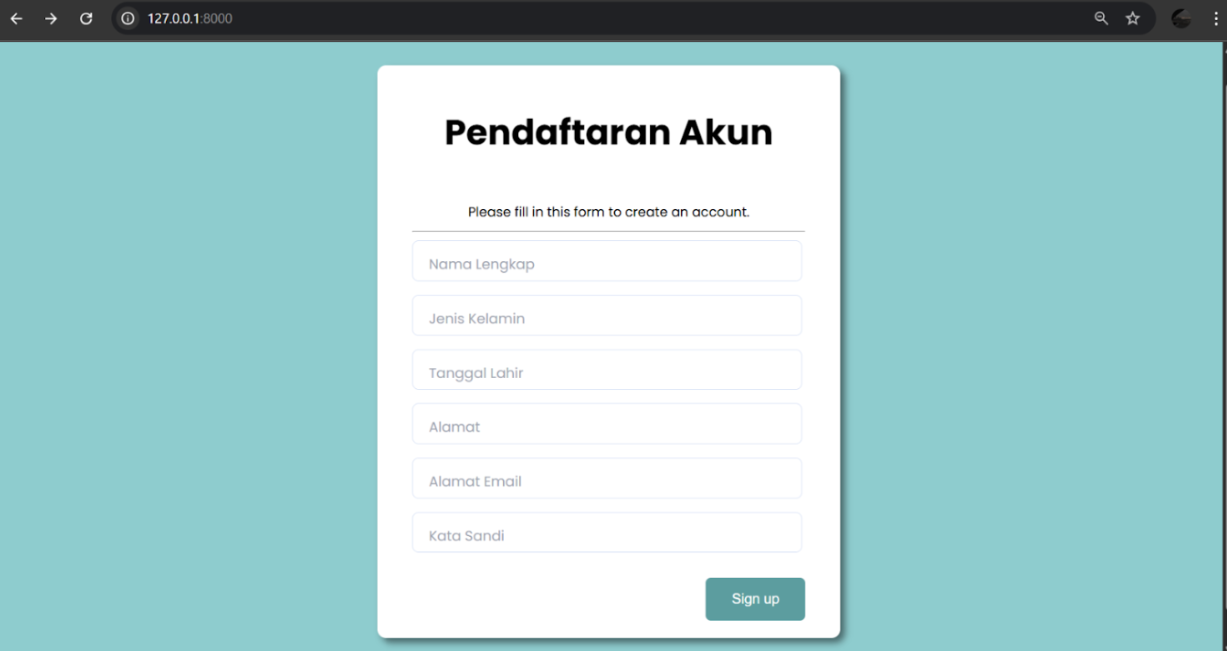 127.0.0.1:8000
Pendaftaran Akun
Please fill in this form to create an account.
Nama Lengkap
Jenis Kelamin
Tanggal Lahir
Alamat
Alamat Email
Kata Sandi
Sign up